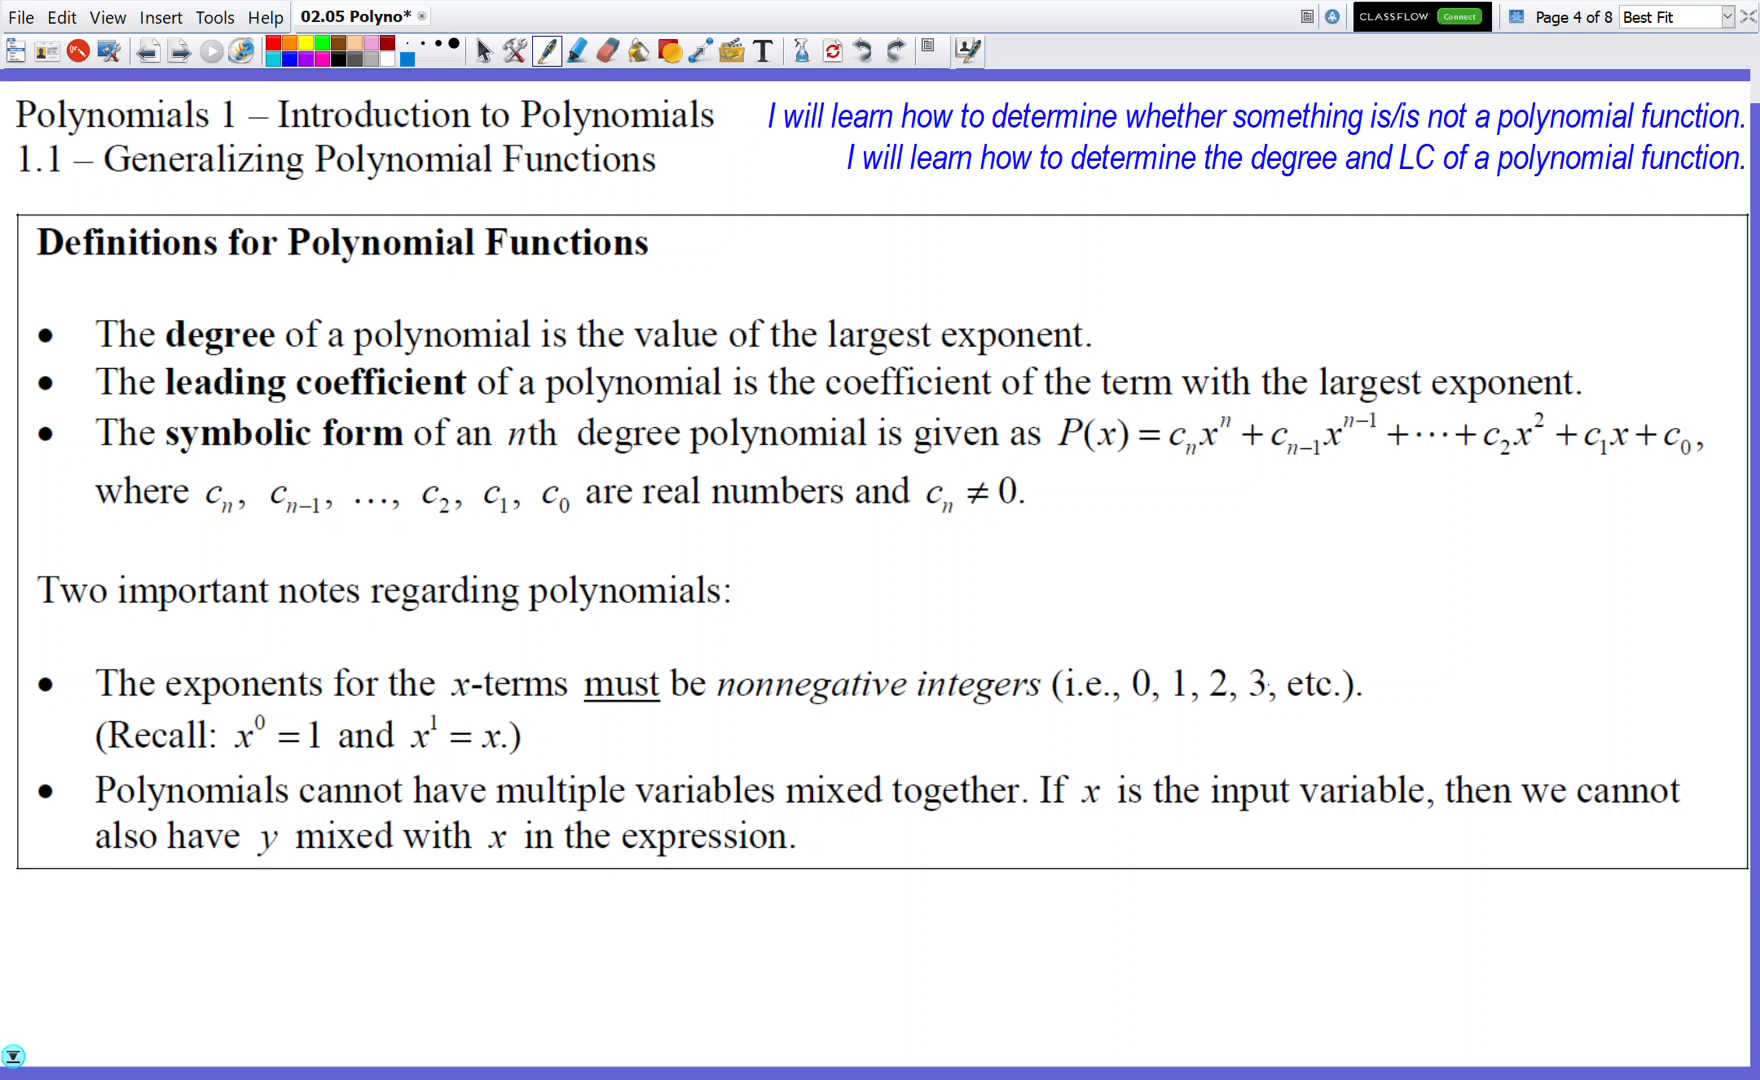 File Edit View Insert Tools Help 02.05 Polyno* CLASSFLOW Connect Page 4 of 8 Best Fit
Polynomials 1 – Introduction to Polynomials
1.1 – Generalizing Polynomial Functions
I will learn how to determine whether something is/is not a polynomial function.
I will learn how to determine the degree and LC of a polynomial function.
Definitions for Polynomial Functions
• The degree of a polynomial is the value of the largest exponent.
• The leading coefficient of a polynomial is the coefficient of the term with the largest exponent.
• The symbolic form of an nth degree polynomial is given as P(x) = cₙxⁿ + cₙ₋₁xⁿ⁻¹ + ⋯ + c₂x² + c₁x + c₀,
where cₙ, cₙ₋₁, …, c₂, c₁, c₀ are real numbers and cₙ ≠ 0.
Two important notes regarding polynomials:
• The exponents for the x-terms must be nonnegative integers (i.e., 0, 1, 2, 3, etc.).
(Recall: x⁰ = 1 and x¹ = x.)
• Polynomials cannot have multiple variables mixed together. If x is the input variable, then we cannot
also have y mixed with x in the expression.